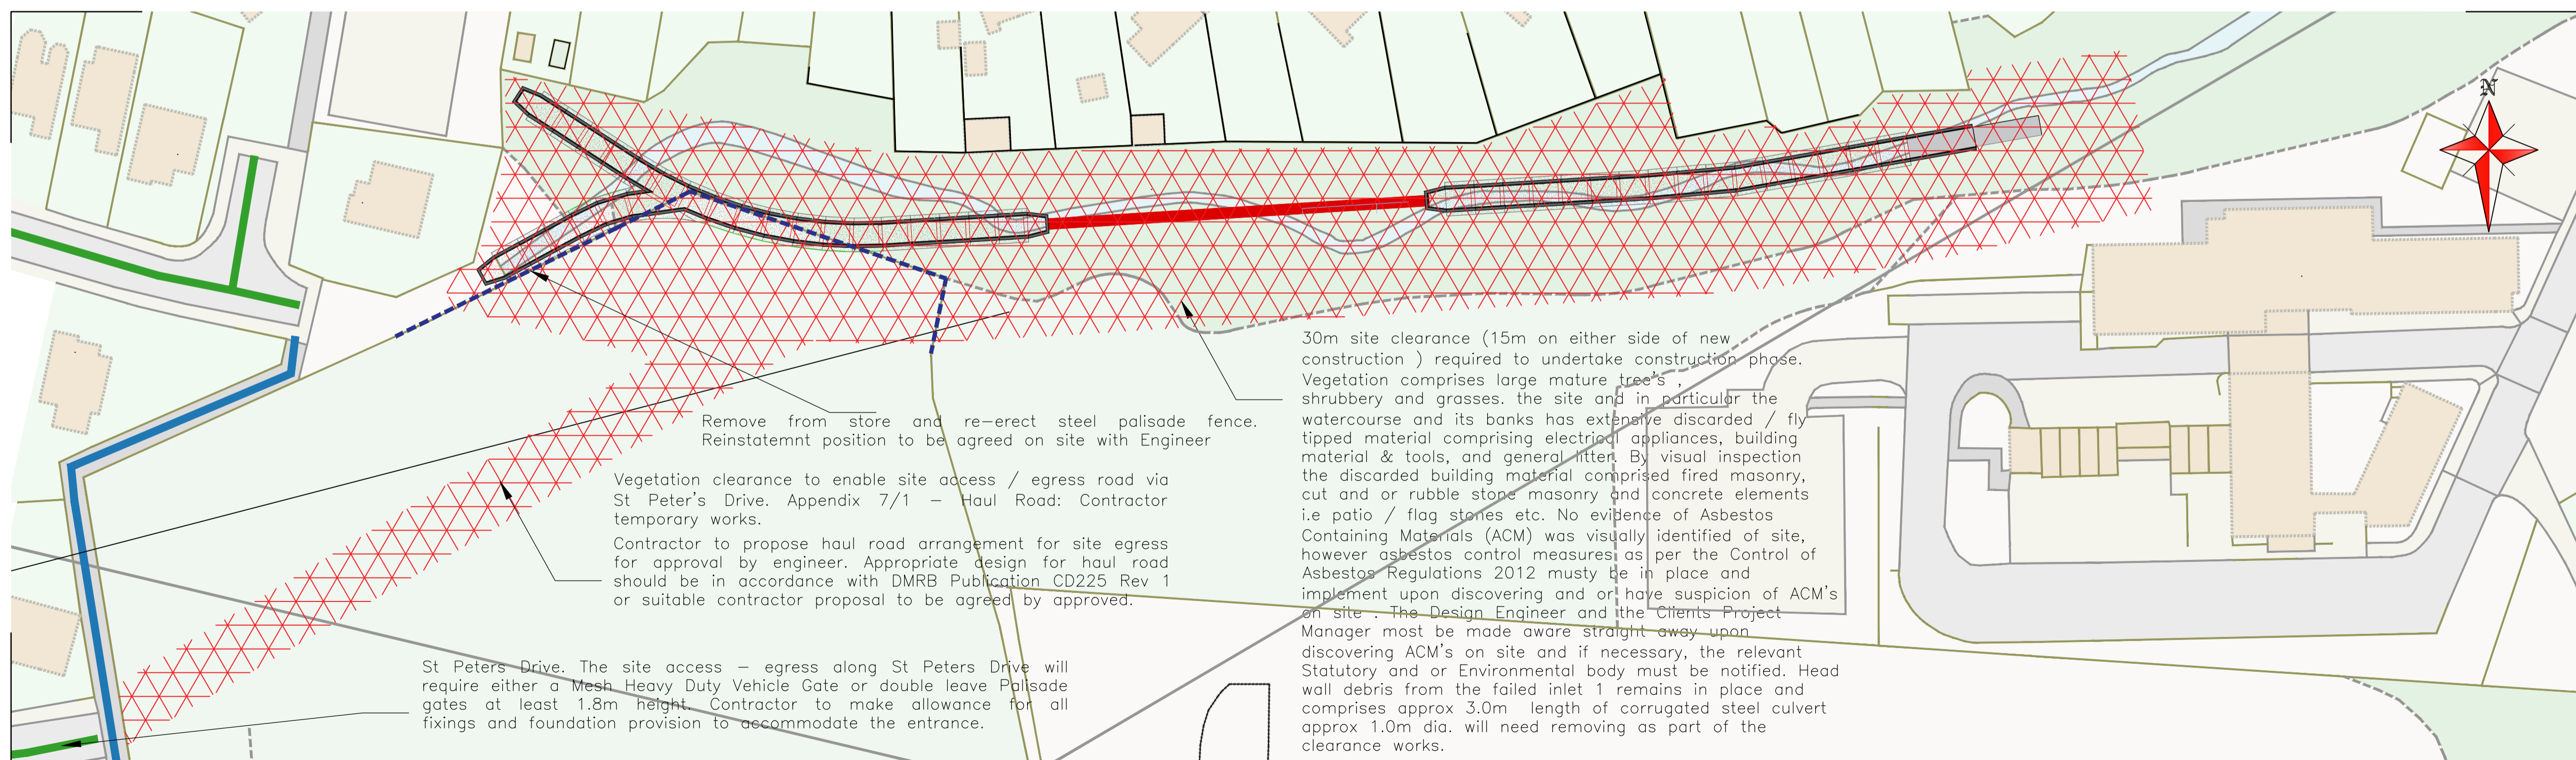 N
30m site clearance (15m on either side of new
construction ) required to undertake construction phase.
Vegetation comprises large mature tree's ,
shrubbery and grasses. the site and in particular the
watercourse and its banks has extensive discarded / fly
tipped material comprising electrical appliances, building
material & tools, and general litter. By visual inspection
the discarded building material comprised fired masonry,
cut and or rubble stone masonry and concrete elements
i.e patio / flag stones etc. No evidence of Asbestos
Containing Materials (ACM) was visually identified of site,
however asbestos control measures as per the Control of
Asbestos Regulations 2012 musty be in place and
implement upon discovering and or have suspicion of ACM's
on site . The Design Engineer and the Clients Project
Manager most be made aware straight away upon
discovering ACM's on site and if necessary, the relevant
Statutory and or Environmental body must be notified. Head
wall debris from the failed inlet 1 remains in place and
comprises approx 3.0m length of corrugated steel culvert
approx 1.0m dia. will need removing as part of the
clearance works.
Remove from store and re-erect steel palisade fence.
Reinstatemnt position to be agreed on site with Engineer
Vegetation clearance to enable site access / egress road via
St Peter's Drive. Appendix 7/1 - Haul Road: Contractor
temporary works.
Contractor to propose haul road arrangement for site egress
for approval by engineer. Appropriate design for haul road
should be in accordance with DMRB Publication CD225 Rev 1
or suitable contractor proposal to be agreed by approved.
St Peters Drive. The site access - egress along St Peters Drive will
require either a Mesh Heavy Duty Vehicle Gate or double leave Palisade
gates at least 1.8m height. Contractor to make allowance for all
fixings and foundation provision to accommodate the entrance.